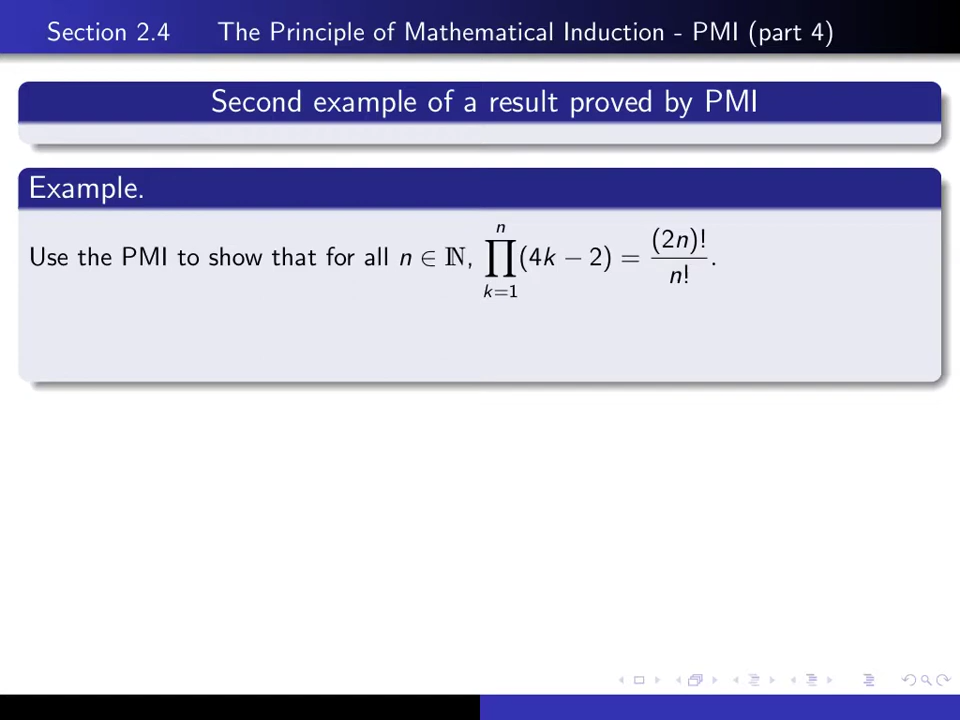 Section 2.4 The Principle of Mathematical Induction - PMI (part 4)
Second example of a result proved by PMI
Example.
Use the PMI to show that for all n ∈ ℕ, ∏_{k=1}^{n} (4k − 2) = (2n)!/n!.